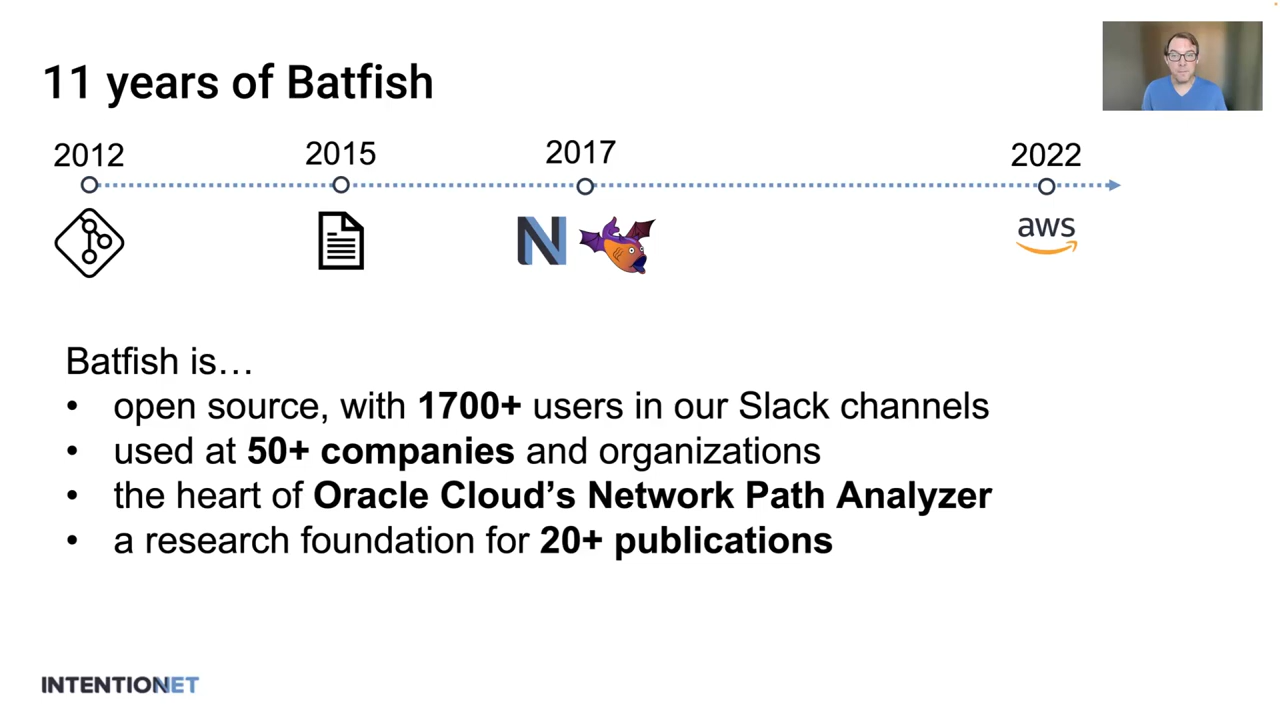 11 years of Batfish
2012
2015
2017
2022
N
aws
Batfish is…
• open source, with 1700+ users in our Slack channels
• used at 50+ companies and organizations
• the heart of Oracle Cloud’s Network Path Analyzer
• a research foundation for 20+ publications
INTENTIONET